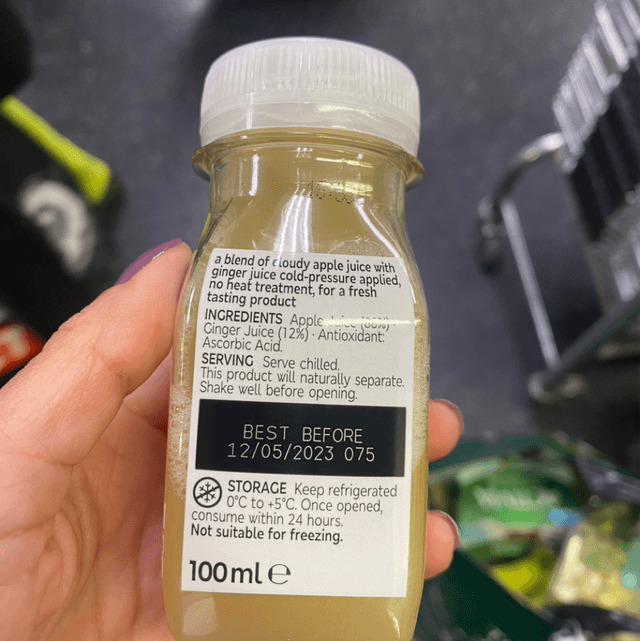 a blend of cloudy apple juice with
ginger juice cold-pressure applied,
no heat treatment, for a fresh
tasting product
INGREDIENTS Apple Juice
Ginger Juice (12%) · Antioxidant:
Ascorbic Acid.
SERVING Serve chilled.
This product will naturally separate.
Shake well before opening.
BEST BEFORE
12/05/2023 075
STORAGE Keep refrigerated
0°C to +5°C. Once opened,
consume within 24 hours.
Not suitable for freezing.
100ml e